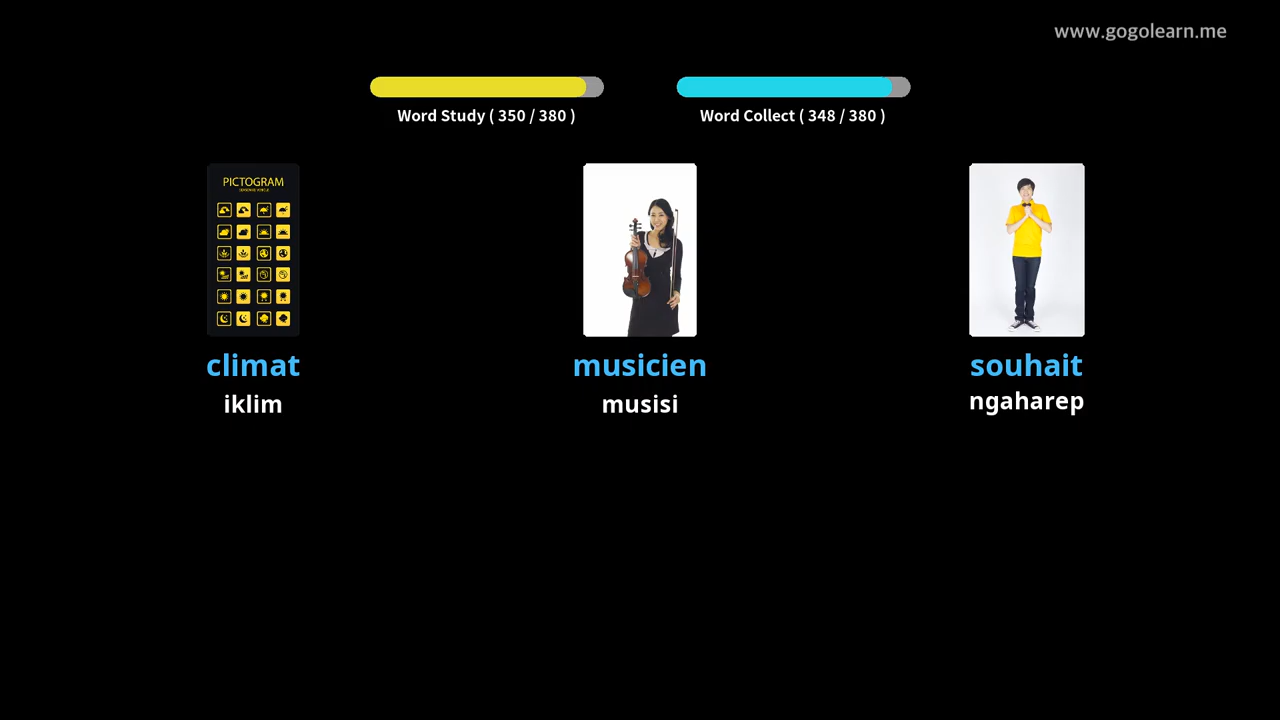 www.gogolearn.me
Word Study ( 350 / 380 )
Word Collect ( 348 / 380 )
PICTOGRAM
climat
musicien
souhait
iklim
musisi
ngaharep